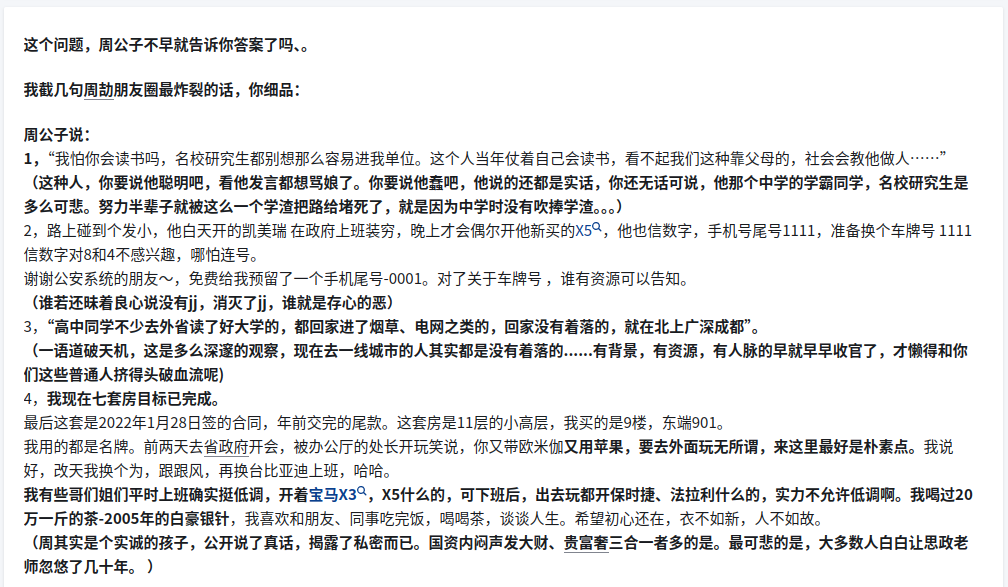 这个问题，周公子不早就告诉你答案了吗、。
我截几句周劼朋友圈最炸裂的话，你细品：
周公子说：
1，“我怕你会读书吗，名校研究生都别想那么容易进我单位。这个人当年仗着自己会读书，看不起我们这种靠父母的，社会会教他做人……”
（这种人，你要说他聪明吧，看他发言都想骂娘了。你要说他蠢吧，他说的还都是实话，你还无话可说，他那个中学的学霸同学，名校研究生是
多么可悲。努力半辈子就被这么一个学渣把路给堵死了，就是因为中学时没有吹捧学渣。。。）
2，路上碰到个发小，他白天开的凯美瑞 在政府上班装穷，晚上才会偶尔开他新买的X5，他也信数字，手机号尾号1111，准备换个车牌号 1111
信数字对8和4不感兴趣，哪怕连号。
谢谢公安系统的朋友～，免费给我预留了一个手机尾号-0001。对了关于车牌号 ，谁有资源可以告知。
（谁若还昧着良心说没有jj，消灭了jj，谁就是存心的恶）
3，“高中同学不少去外省读了好大学的，都回家进了烟草、电网之类的，回家没有着落的，就在北上广深成都”。
（一语道破天机，这是多么深邃的观察，现在去一线城市的人其实都是没有着落的......有背景，有资源，有人脉的早就早早收官了，才懒得和你
们这些普通人挤得头破血流呢)
4，我现在七套房目标已完成。
最后这套是2022年1月28日签的合同，年前交完的尾款。这套房是11层的小高层，我买的是9楼，东端901。
我用的都是名牌。前两天去省政府开会，被办公厅的处长开玩笑说，你又带欧米伽又用苹果，要去外面玩无所谓，来这里最好是朴素点。我说
好，改天我换个为，跟跟风，再换台比亚迪上班，哈哈。
我有些哥们姐们平时上班确实挺低调，开着宝马X3，X5什么的，可下班后，出去玩都开保时捷、法拉利什么的，实力不允许低调啊。我喝过20
万一斤的茶-2005年的白豪银针，我喜欢和朋友、同事吃完饭，喝喝茶，谈谈人生。希望初心还在，衣不如新，人不如故。
（周其实是个实诚的孩子，公开说了真话，揭露了私密而已。国资内闷声发大财、贵富奢三合一者多的是。最可悲的是，大多数人白白让思政老
师忽悠了几十年。 ）